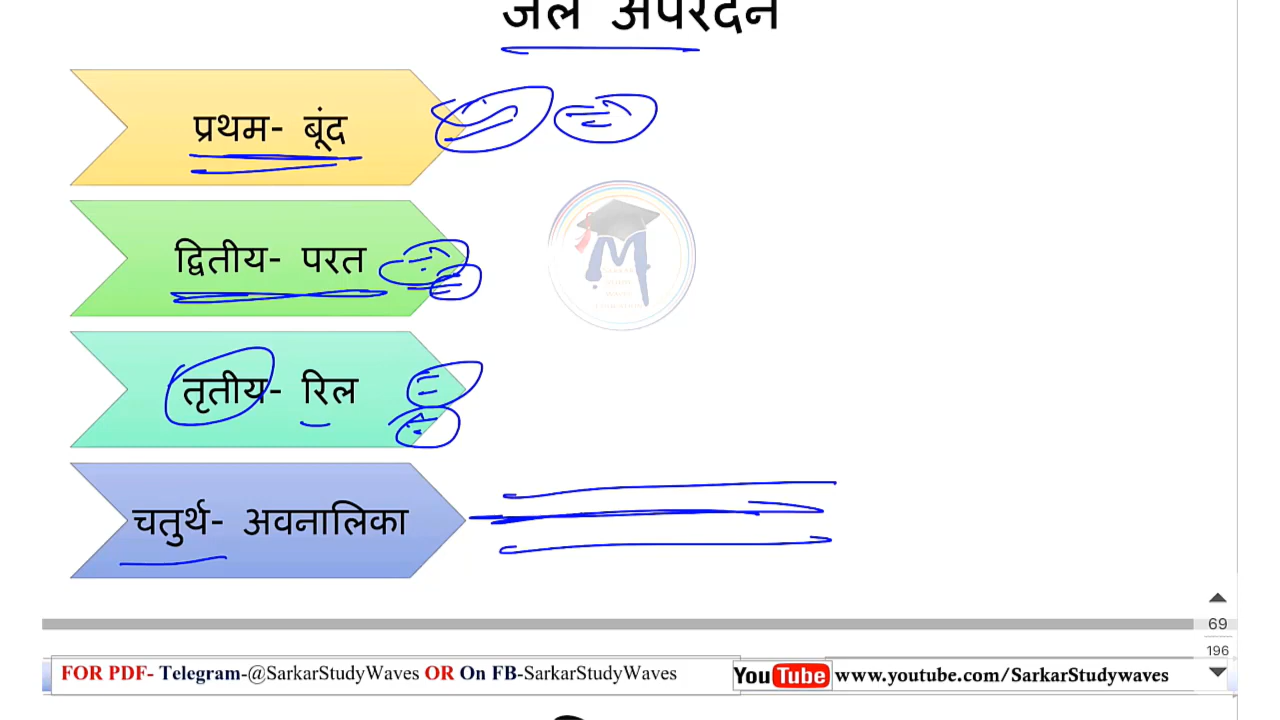 जल अपरदन
प्रथम- बूंद
द्वितीय- परत
तृतीय- रिल
चतुर्थ- अवनालिका
69
196
FOR PDF- Telegram-@SarkarStudyWaves OR On FB-SarkarStudyWaves
YouTube www.youtube.com/SarkarStudywaves